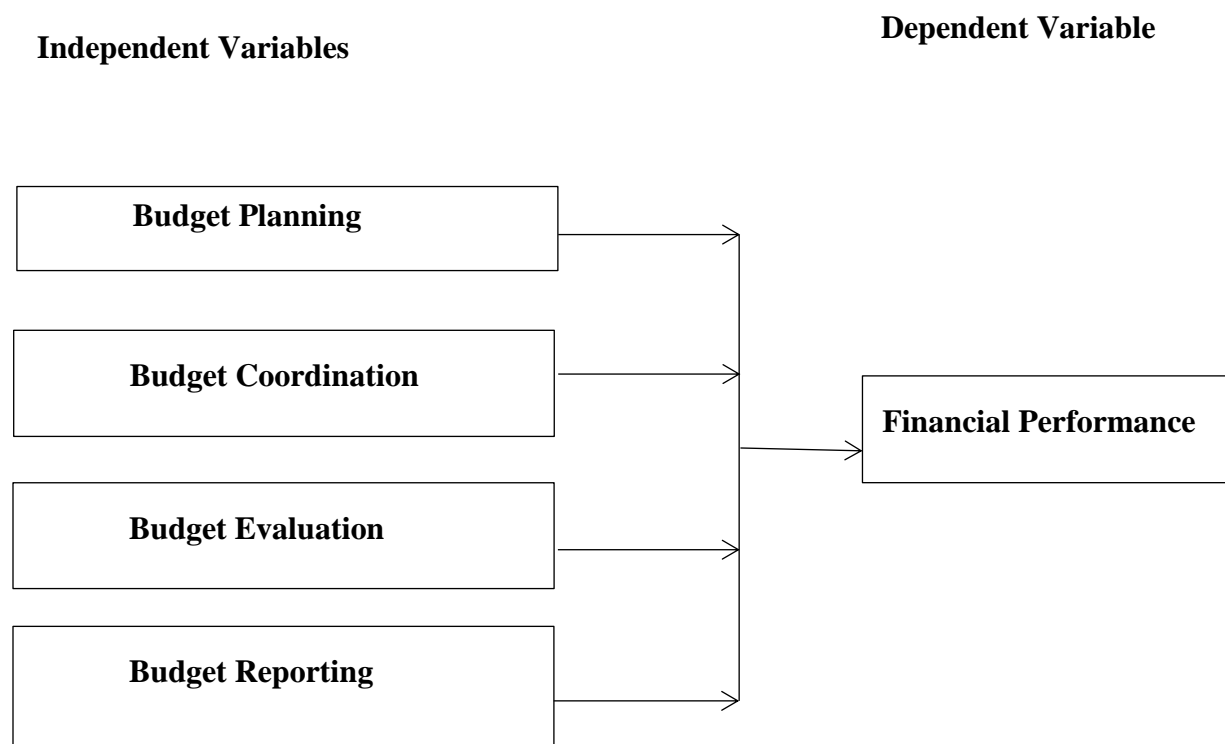 Independent Variables
Dependent Variable
Budget Planning
Budget Coordination
Budget Evaluation
Budget Reporting
Financial Performance